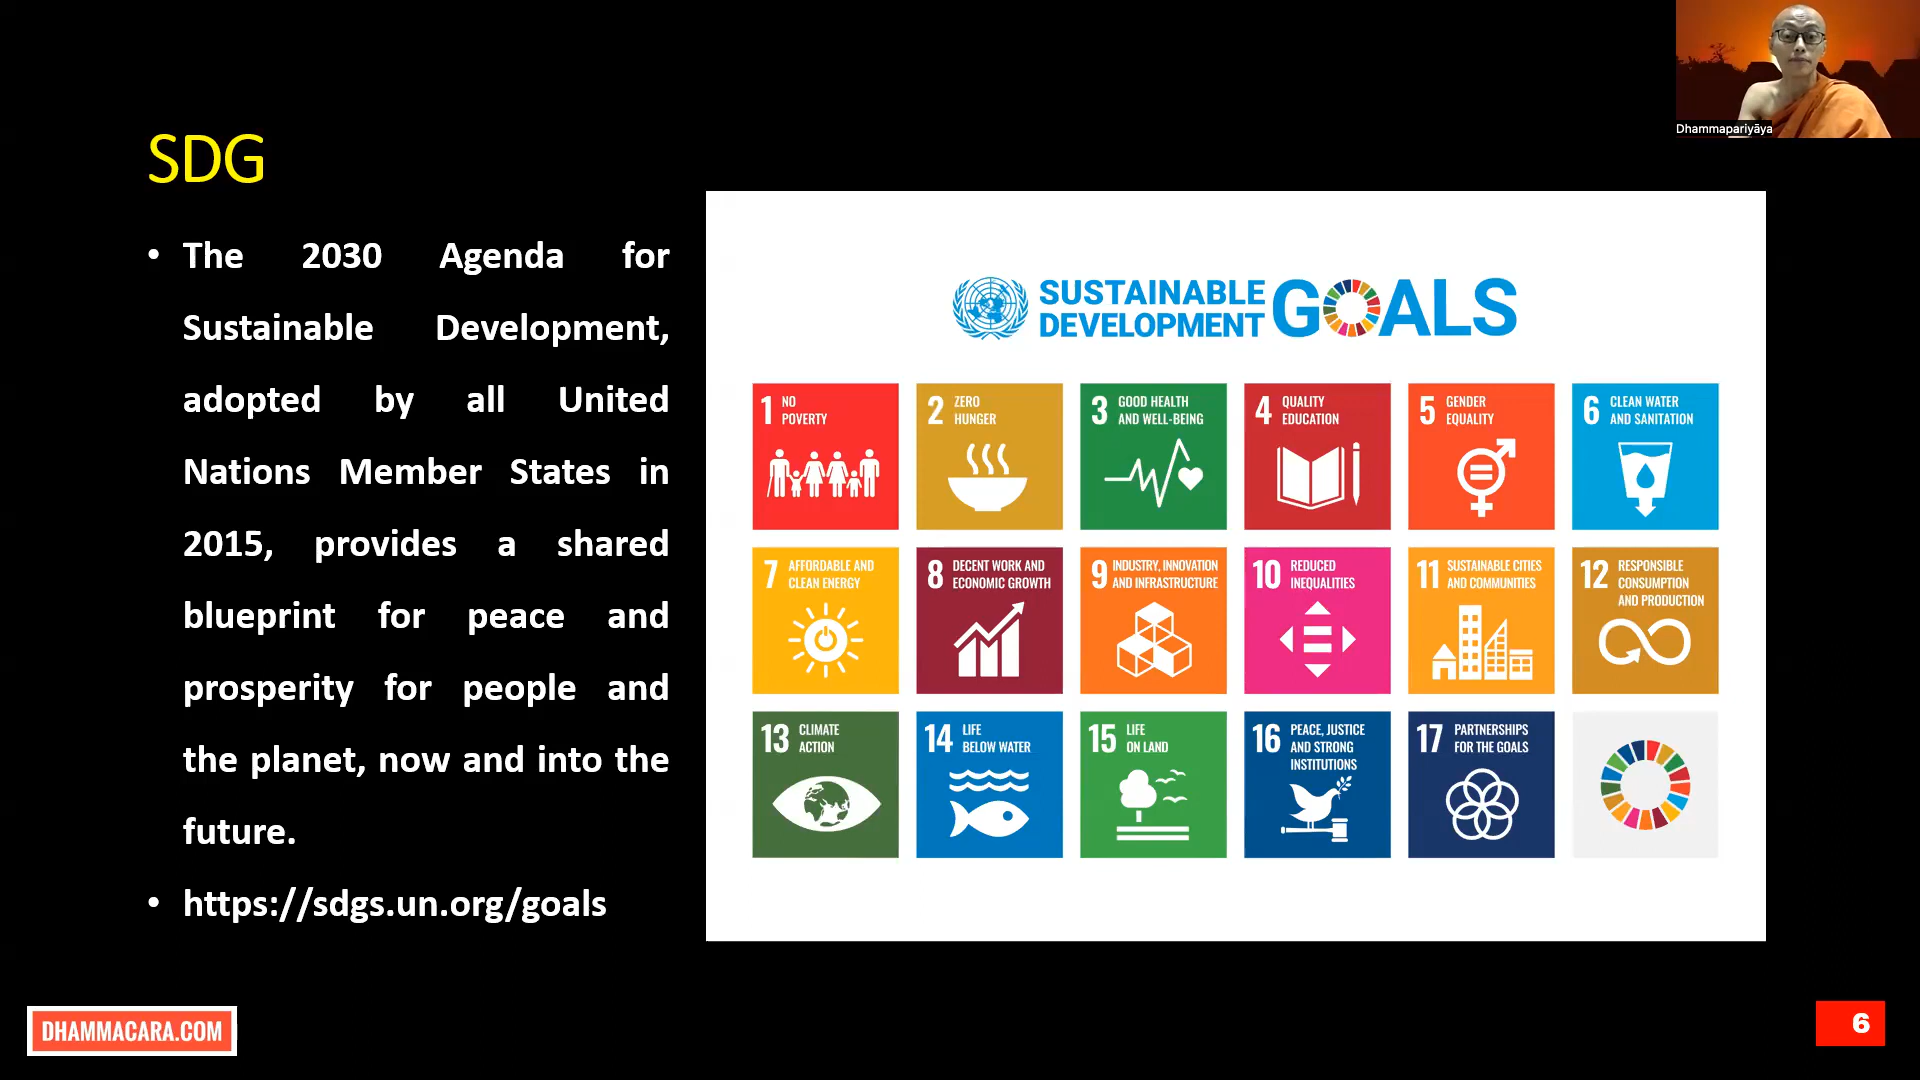 Dhammapariyāya
SDG
• The 2030 Agenda for
Sustainable Development,
adopted by all United
Nations Member States in
2015, provides a shared
blueprint for peace and
prosperity for people and
the planet, now and into the
future.
• https://sdgs.un.org/goals
SUSTAINABLE
DEVELOPMENT
GOALS
1 NO
POVERTY
2 ZERO
HUNGER
3 GOOD HEALTH
AND WELL-BEING
4 QUALITY
EDUCATION
5 GENDER
EQUALITY
6 CLEAN WATER
AND SANITATION
7 AFFORDABLE AND
CLEAN ENERGY
8 DECENT WORK AND
ECONOMIC GROWTH
9 INDUSTRY, INNOVATION
AND INFRASTRUCTURE
10 REDUCED
INEQUALITIES
11 SUSTAINABLE CITIES
AND COMMUNITIES
12 RESPONSIBLE
CONSUMPTION
AND PRODUCTION
13 CLIMATE
ACTION
14 LIFE
BELOW WATER
15 LIFE
ON LAND
16 PEACE, JUSTICE
AND STRONG
INSTITUTIONS
17 PARTNERSHIPS
FOR THE GOALS
DHAMMACARA.COM
6